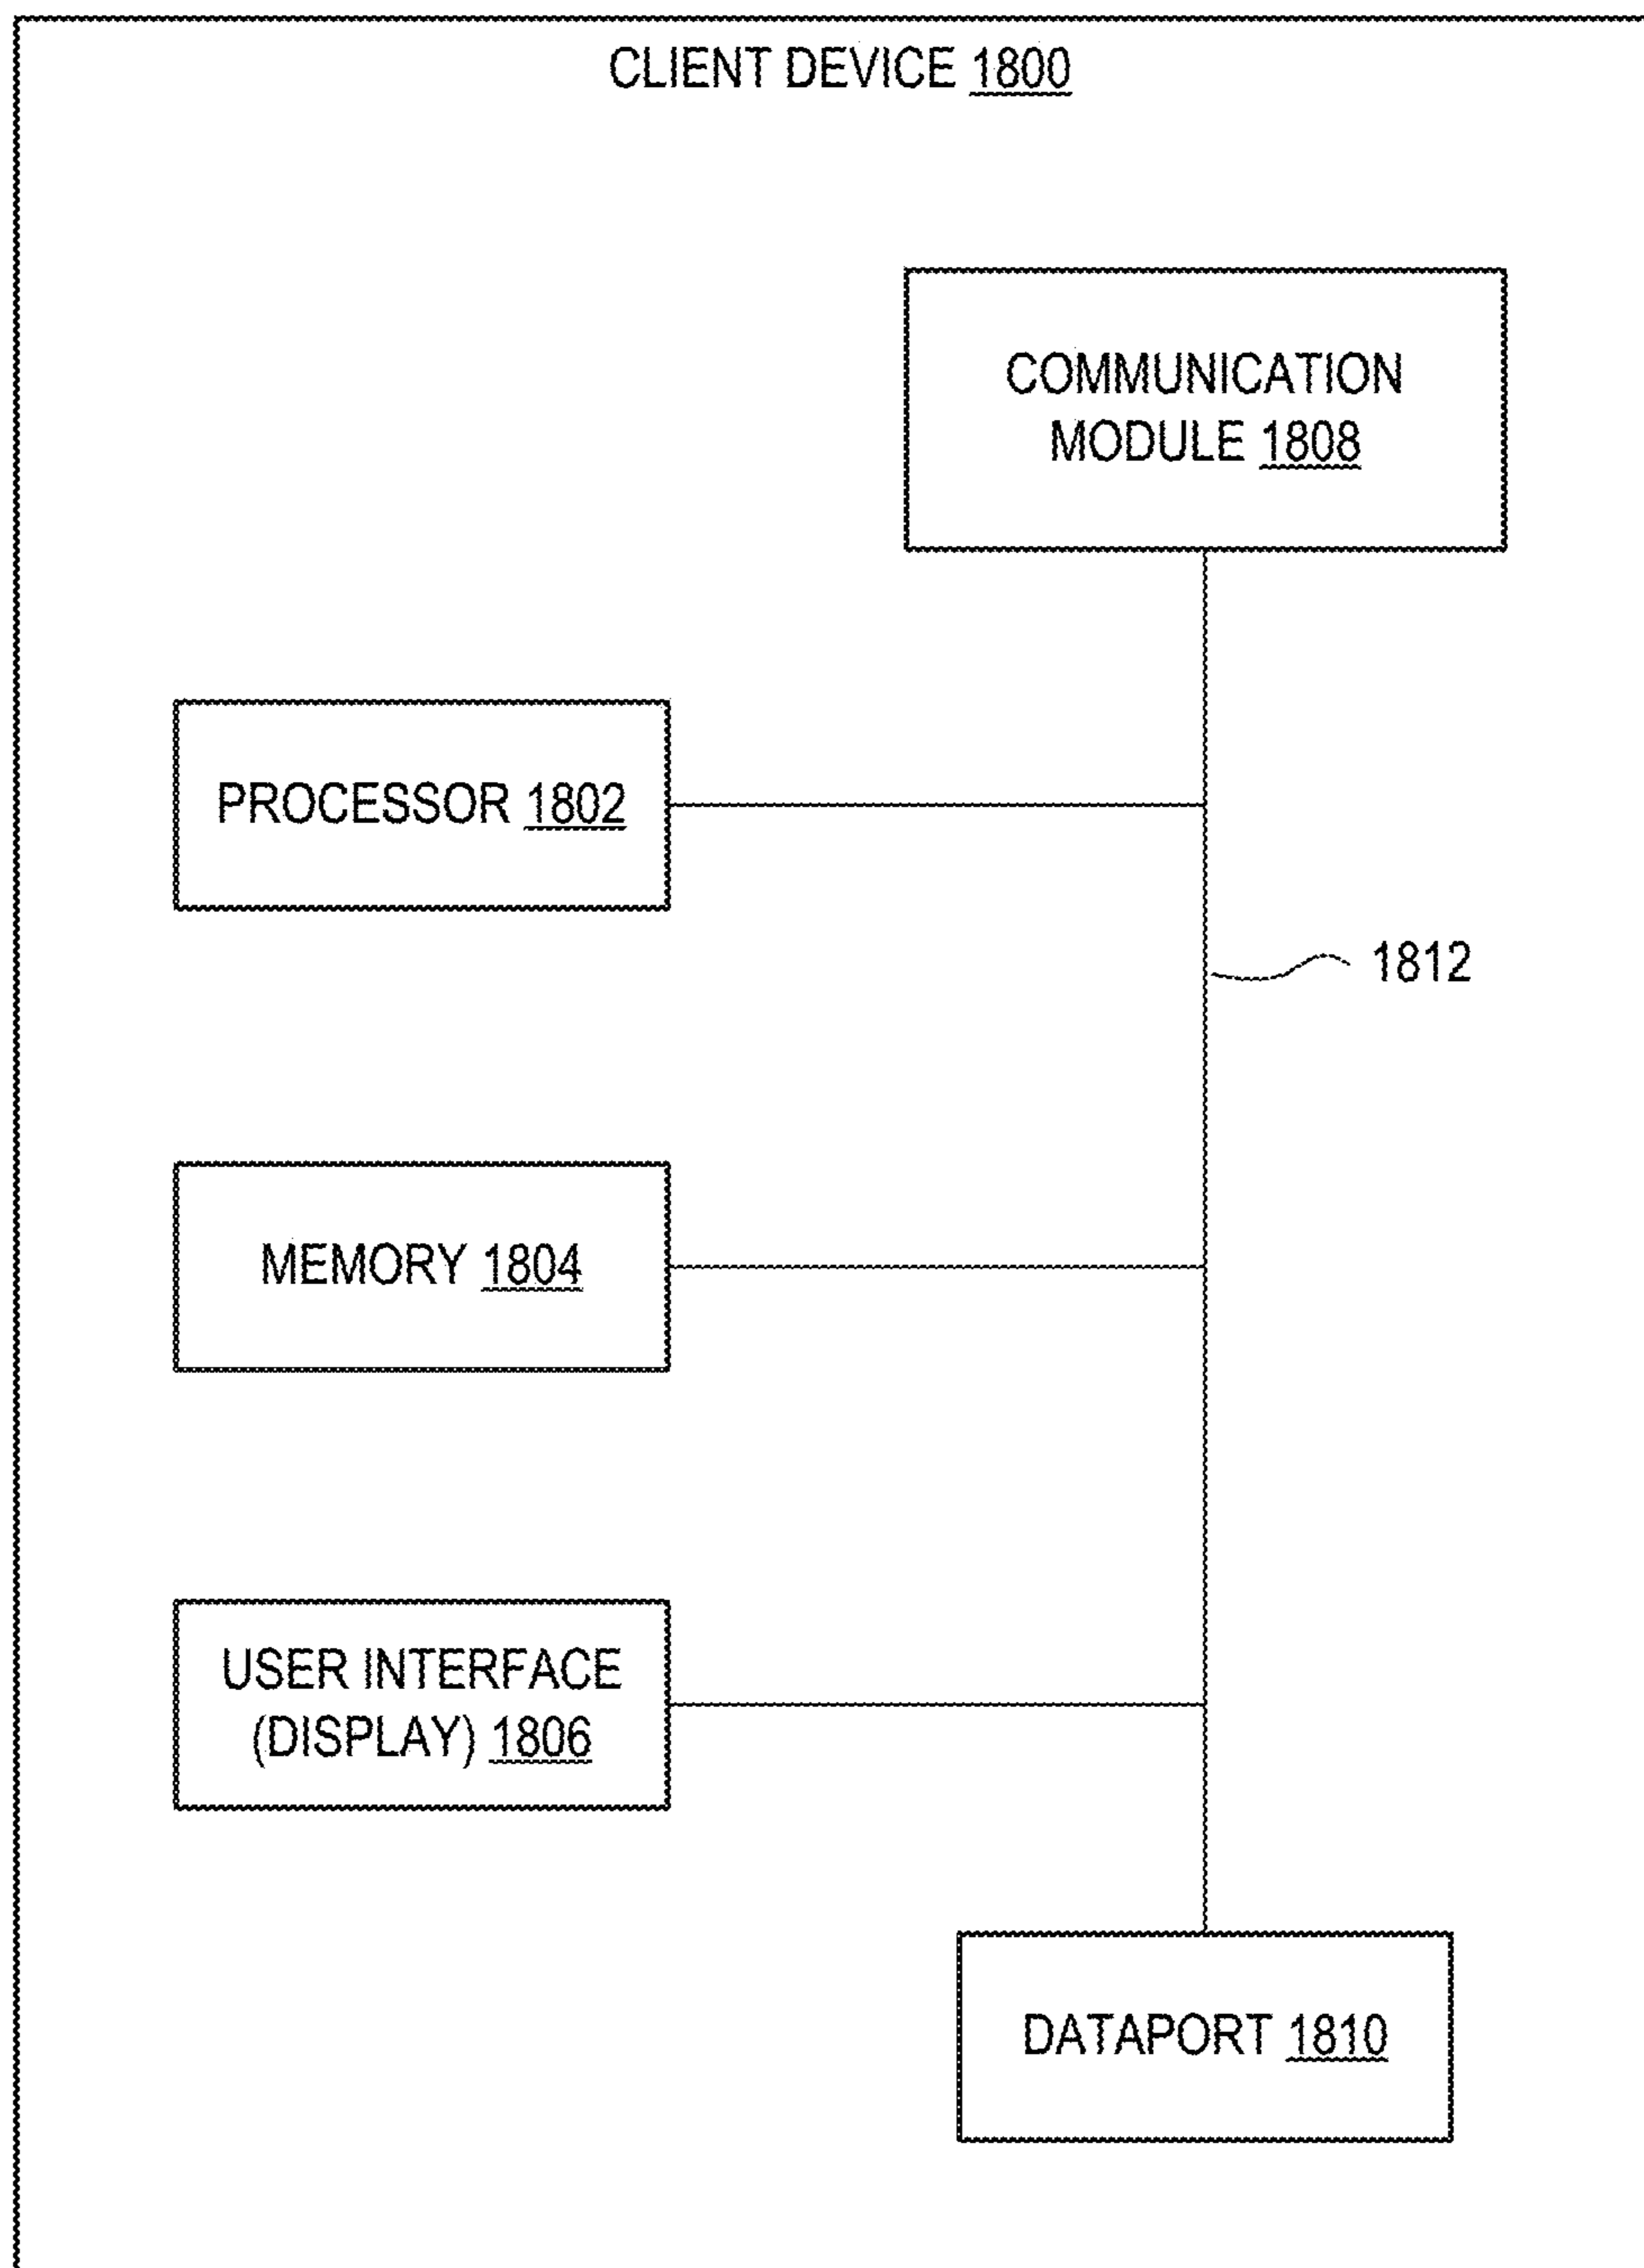 CLIENT DEVICE 1800
COMMUNICATION
MODULE 1808
PROCESSOR 1802
1812
MEMORY 1804
USER INTERFACE
(DISPLAY) 1806
DATAPORT 1810